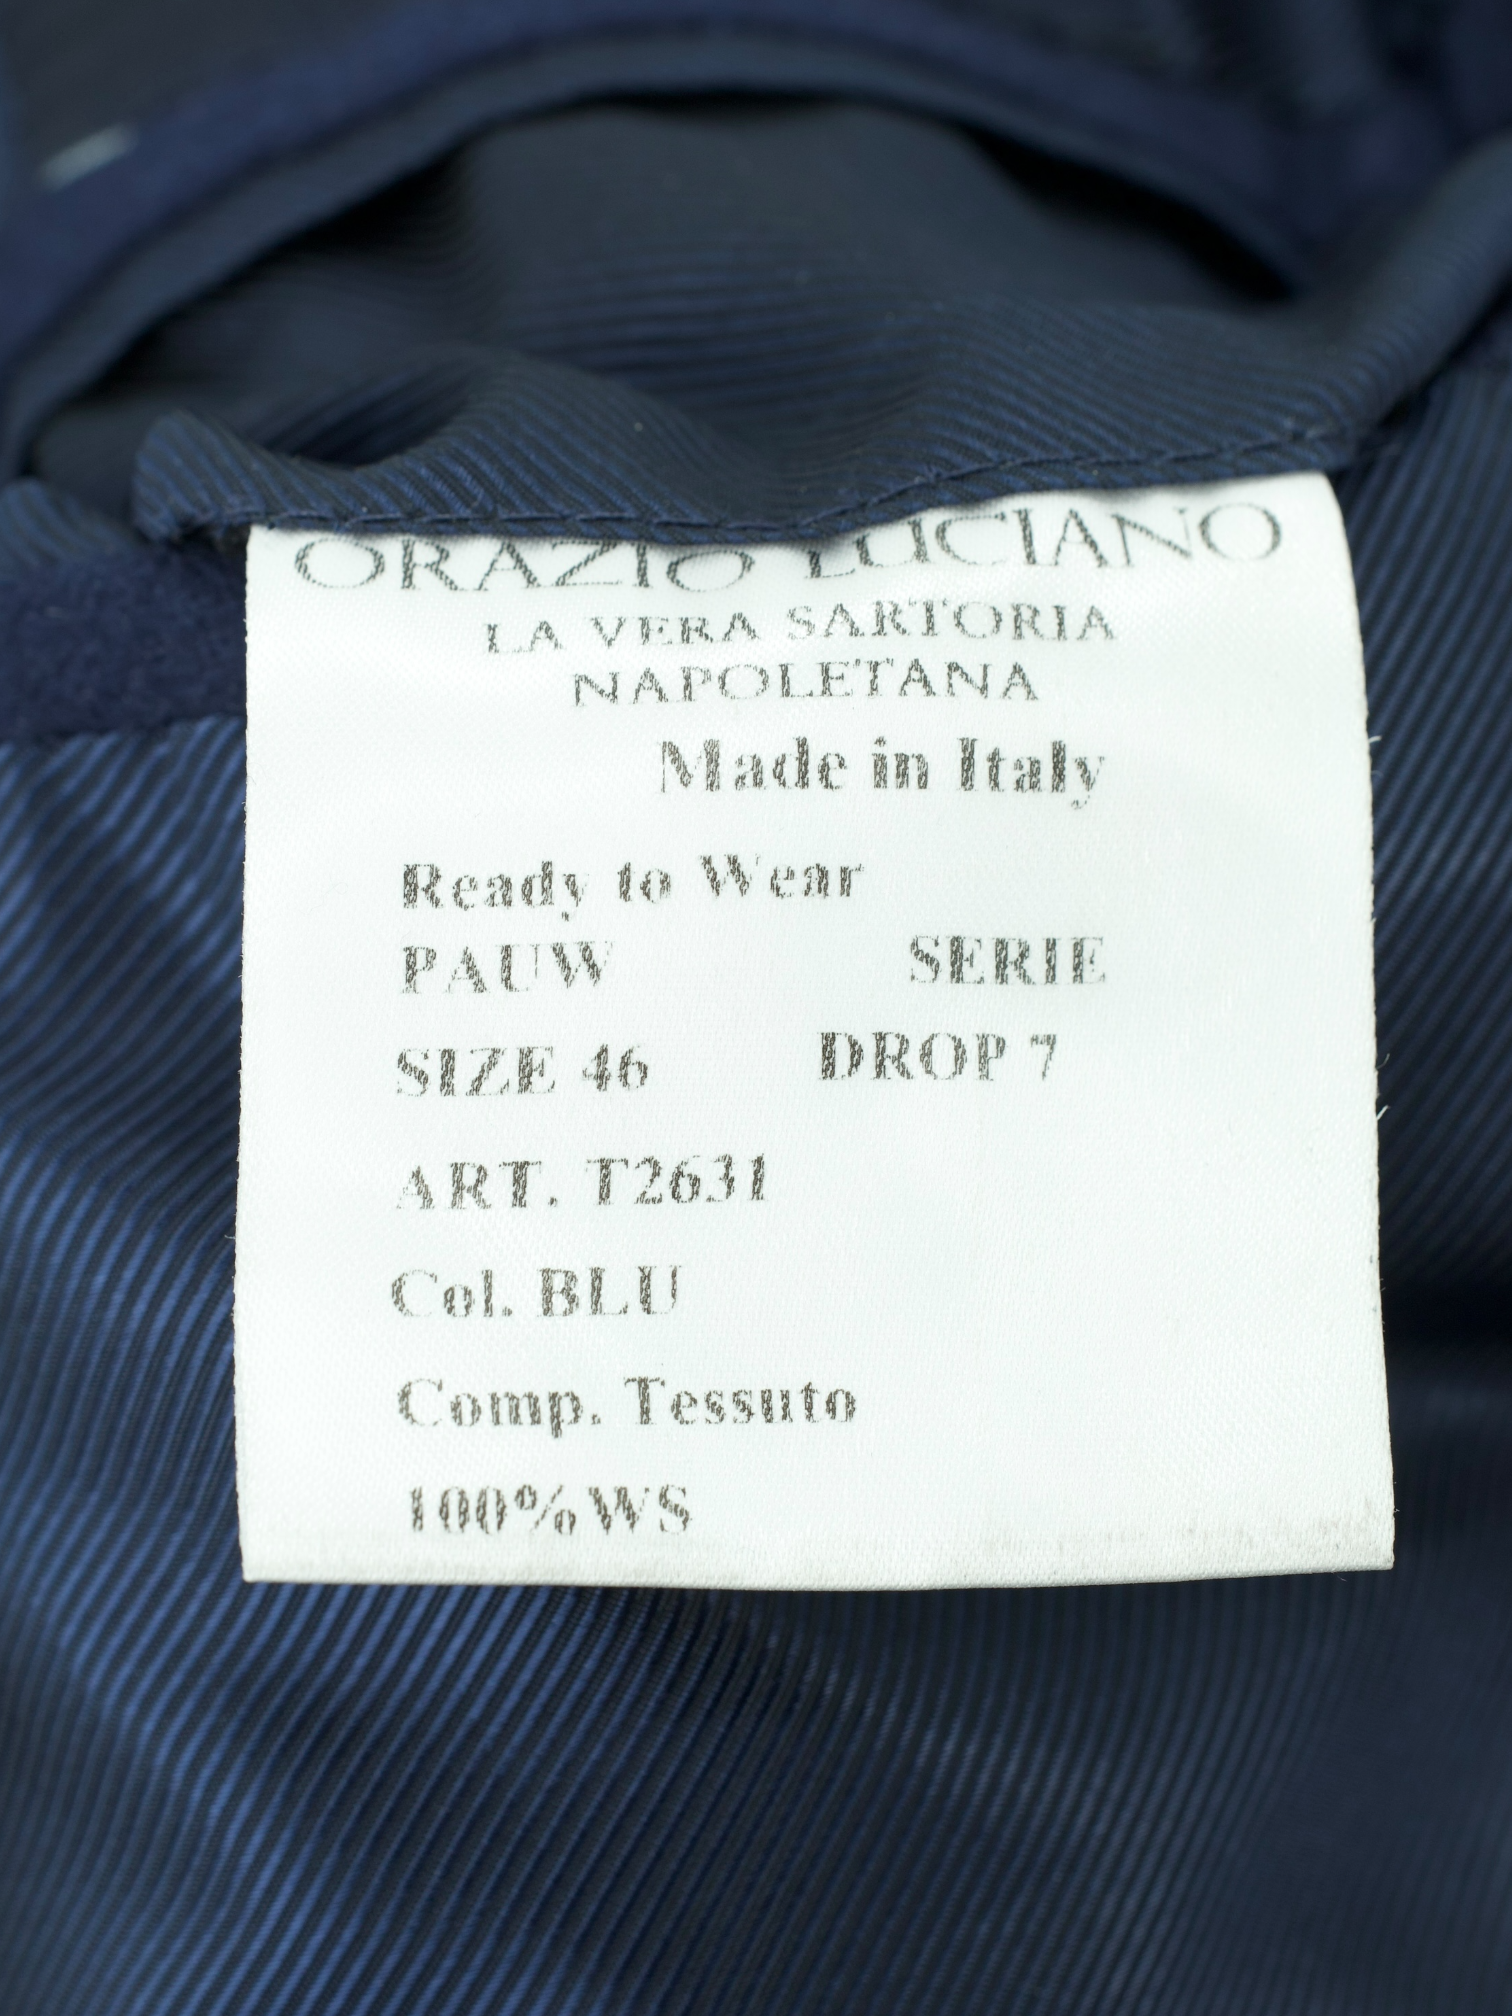 ORAZIO LUCIANO
LA VERA SARTORIA
NAPOLETANA
Made in Italy
Ready to Wear
PAUW SERIE
SIZE 46 DROP 7
ART. T2631
Col. BLU
Comp. Tessuto
100%WS